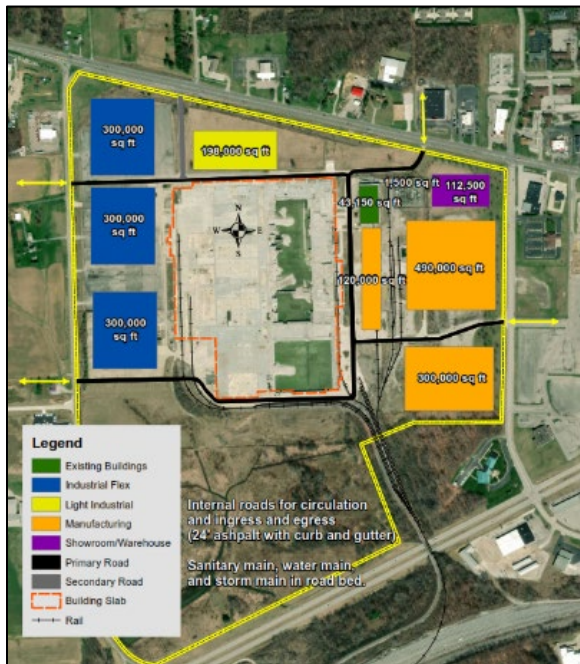 300,000
sq ft
198,000 sq ft
1,500 sq ft
112,500
sq ft
43,150 sq ft
300,000
sq ft
N
W E
S
120,000 sq ft
490,000 sq ft
300,000
sq ft
300,000 sq ft
Legend
Existing Buildings
Industrial Flex
Light Industrial
Manufacturing
Showroom/Warehouse
Primary Road
Secondary Road
Building Slab
Rail
Internal roads for circulation
and ingress and egress
(24' ashpalt with curb and gutter)
Sanitary main, water main,
and storm main in road bed.